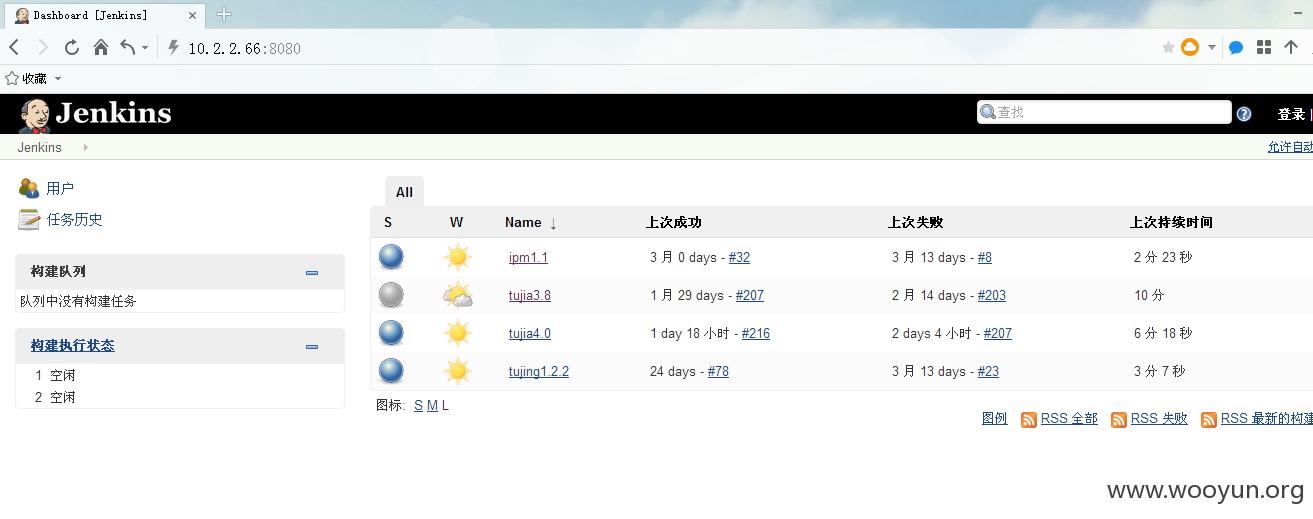 Dashboard [Jenkins]
10.2.2.66:8080
收藏
Jenkins
查找
登录
Jenkins
允许自动
用户
任务历史
构建队列
队列中没有构建任务
构建执行状态
1 空闲
2 空闲
All
S W Name ↓ 上次成功 上次失败 上次持续时间
ipm1.1 3 月 0 days - #32 3 月 13 days - #8 2 分 23 秒
tujia3.8 1 月 29 days - #207 2 月 14 days - #203 10 分
tujia4.0 1 day 18 小时 - #216 2 days 4 小时 - #207 6 分 18 秒
tujing1.2.2 24 days - #78 3 月 13 days - #23 3 分 7 秒
图标: S M L
图例 RSS 全部 RSS 失败 RSS 最新的构建
www.wooyun.org